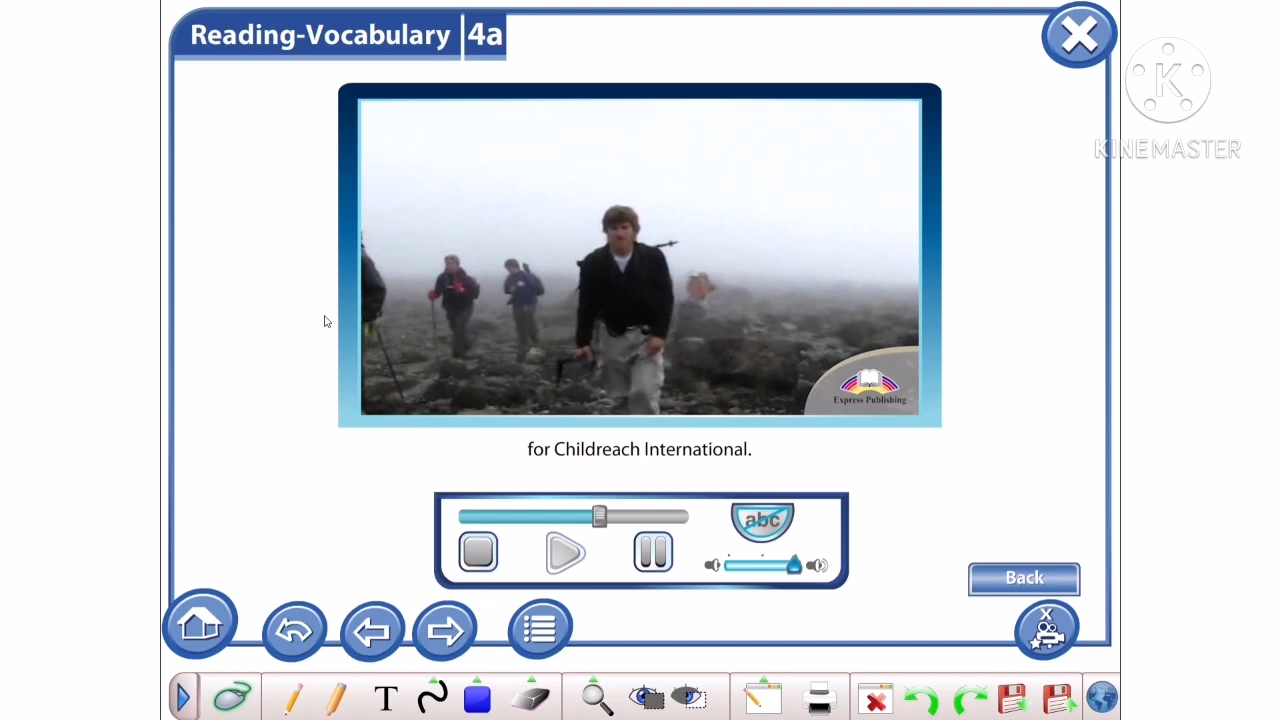 Reading-Vocabulary 4a
KINEMASTER
Express Publishing
for Childreach International.
abc
Back